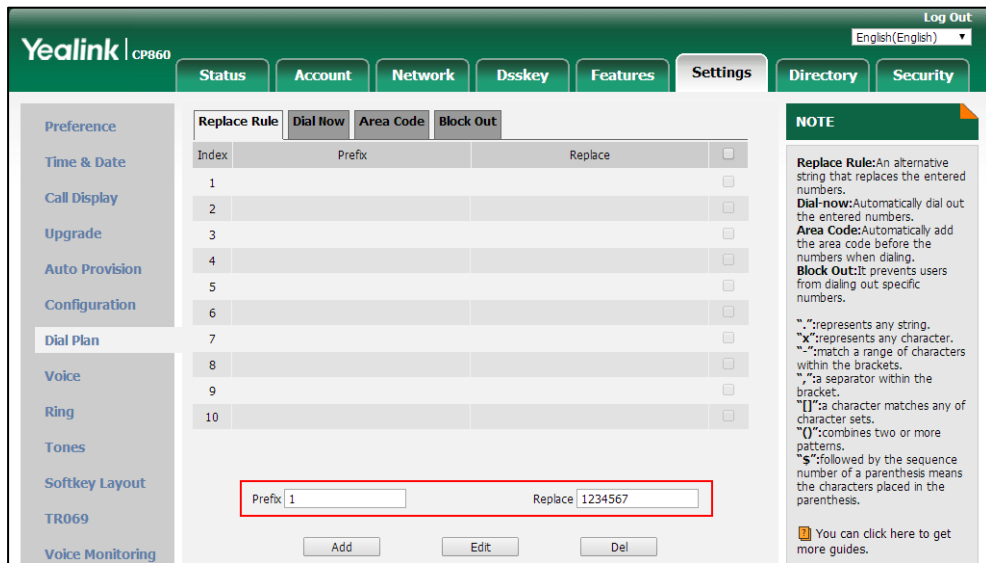 Log Out
Yealink | CP860
English(English)
Status Account Network Dsskey Features Settings Directory Security
Preference
Time & Date
Call Display
Upgrade
Auto Provision
Configuration
Dial Plan
Voice
Ring
Tones
Softkey Layout
TR069
Voice Monitoring
Replace Rule Dial Now Area Code Block Out
Index Prefix Replace
1
2
3
4
5
6
7
8
9
10
Prefix 1 Replace 1234567
Add Edit Del
NOTE
Replace Rule:An alternative
string that replaces the entered
numbers.
Dial-now:Automatically dial out
the entered numbers.
Area Code:Automatically add
the area code before the
numbers when dialing.
Block Out:It prevents users
from dialing out specific
numbers.
".":represents any string.
"x":represents any character.
"-":match a range of characters
within the brackets.
",":a separator within the
bracket.
"[]":a character matches any of
character sets.
"()":combines two or more
patterns.
"$":followed by the sequence
number of a parenthesis means
the characters placed in the
parenthesis.
You can click here to get
more guides.